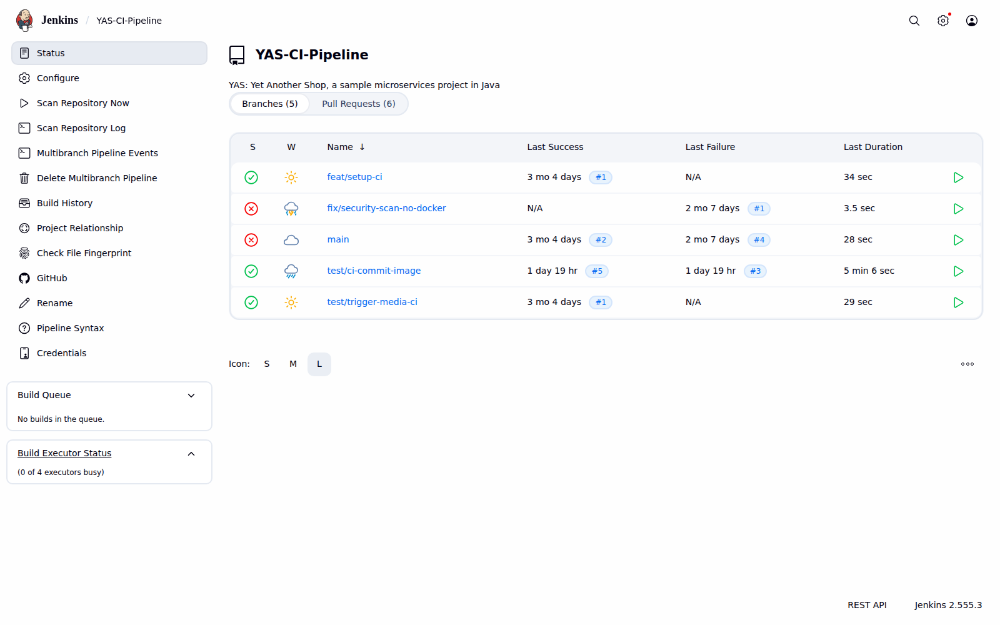 Jenkins / YAS-CI-Pipeline
Status
Configure
Scan Repository Now
Scan Repository Log
Multibranch Pipeline Events
Delete Multibranch Pipeline
Build History
Project Relationship
Check File Fingerprint
GitHub
Rename
Pipeline Syntax
Credentials
Build Queue
No builds in the queue.
Build Executor Status
(0 of 4 executors busy)
YAS-CI-Pipeline
YAS: Yet Another Shop, a sample microservices project in Java
Branches (5) Pull Requests (6)
S W Name ↓ Last Success Last Failure Last Duration
feat/setup-ci 3 mo 4 days #1 N/A 34 sec
fix/security-scan-no-docker N/A 2 mo 7 days #1 3.5 sec
main 3 mo 4 days #2 2 mo 7 days #4 28 sec
test/ci-commit-image 1 day 19 hr #5 1 day 19 hr #3 5 min 6 sec
test/trigger-media-ci 3 mo 4 days #1 N/A 29 sec
Icon: S M L
REST API Jenkins 2.555.3